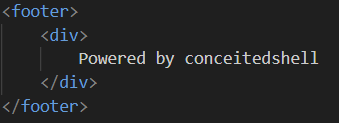 <footer>
<div>
Powered by conceitedshell
</div>
</footer>